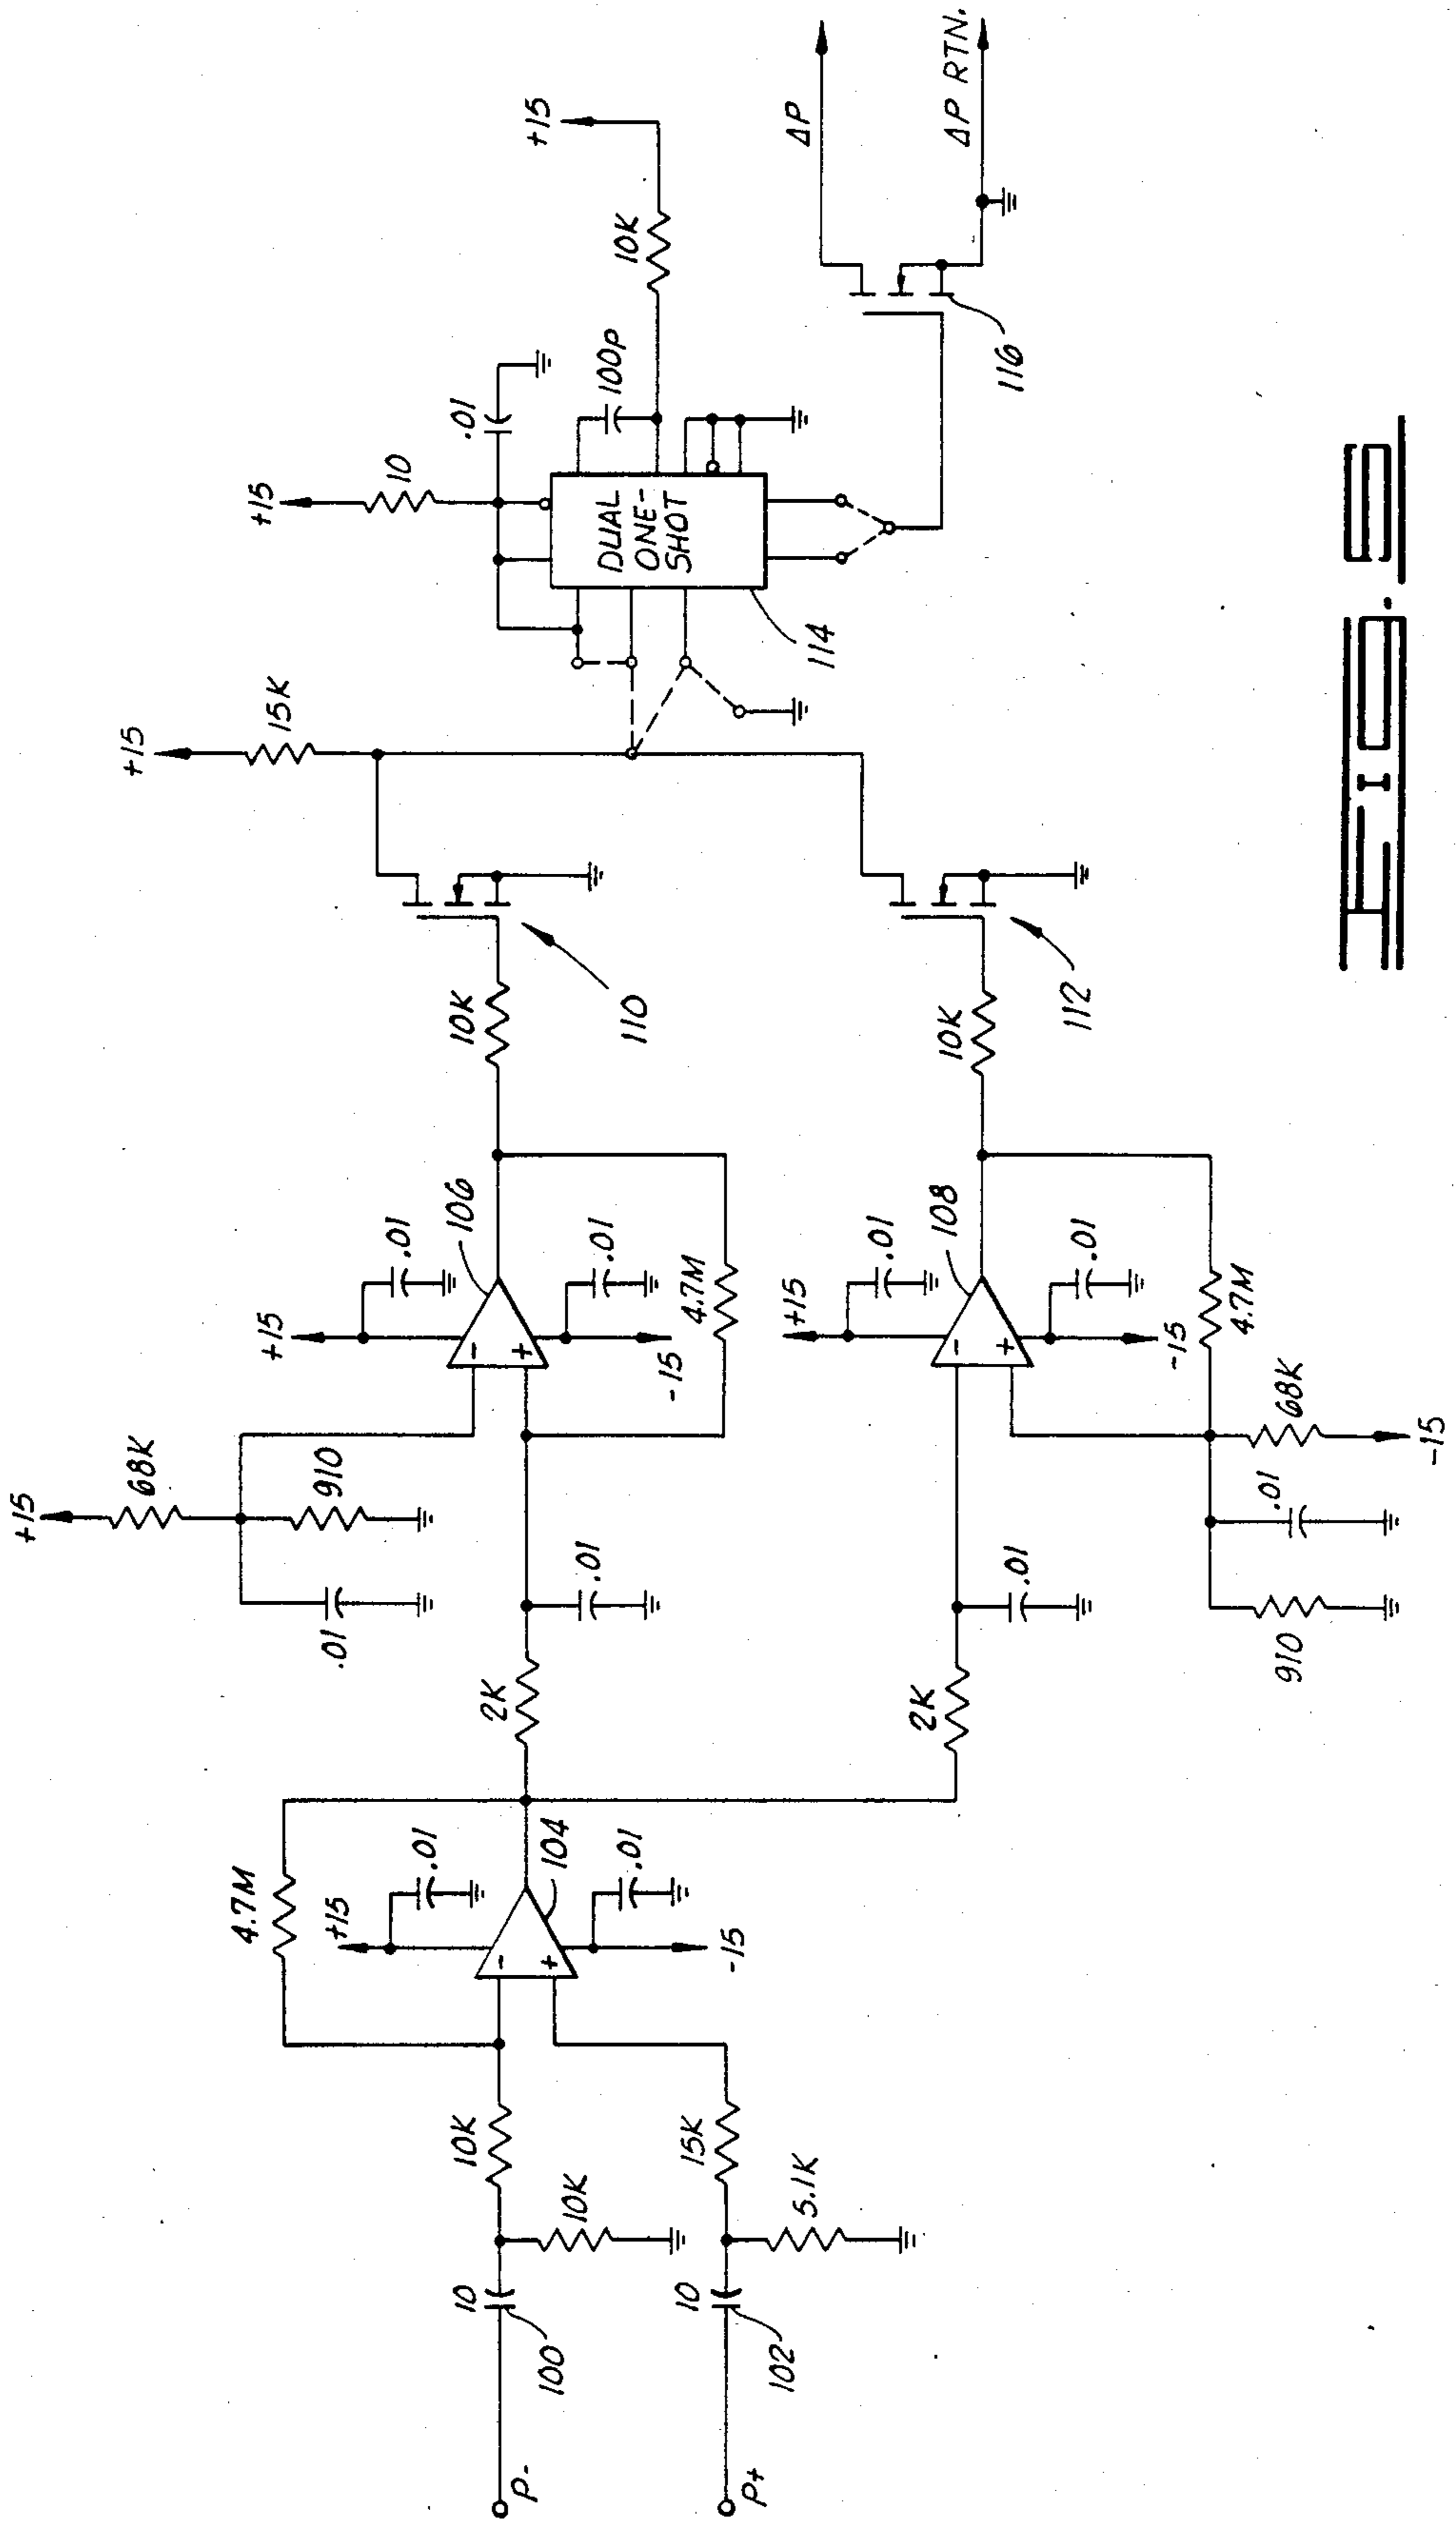 +15
68K
+15
4.7M
+15
15K
+15
.01
910
+15
.01
10
.01
+15
.01
106
10K
10
10K
-
+
104
2K
-
+
.01
110
DUAL
ONE-
SHOT
100P
10K
P-
100
10K
.01
-15
.01
-15
4.7M
114
10
15K
-15
P+
102
5.1K
+15
.01
ΔP
2K
-
+
108
10K
112
116
ΔP RTN.
.01
.01
-15
4.7M
910
.01
68K
-15
FIG. 5